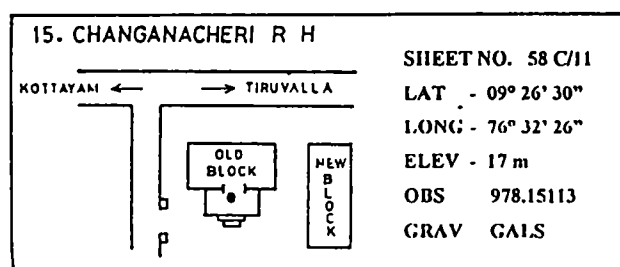 15. CHANGANACHERI R H
KOTTAYAM ← → TIRUVALLA
OLD
BLOCK
NEW
BLOCK
SHEET NO. 58 C/11
LAT - 09° 26' 30"
LONG - 76° 32' 26"
ELEV - 17 m
OBS 978.15113
GRAV GALS